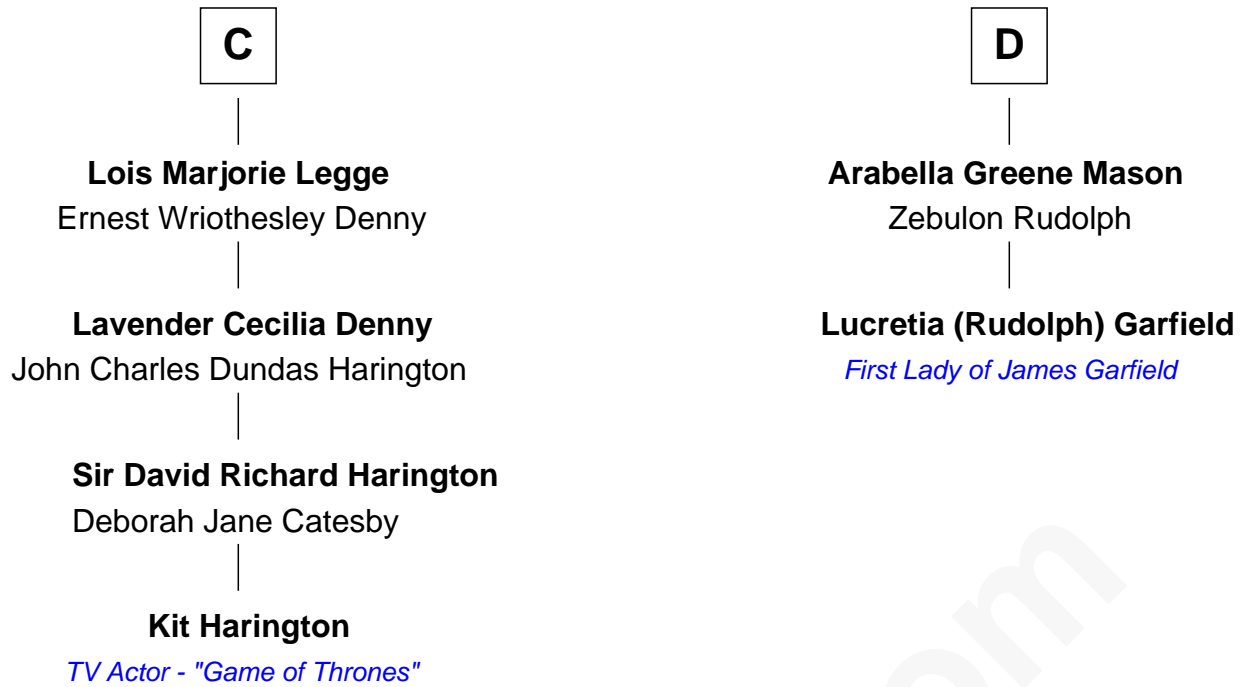 C
Lois Marjorie Legge
Ernest Wriothesley Denny
Lavender Cecilia Denny
John Charles Dundas Harington
Sir David Richard Harington
Deborah Jane Catesby
Kit Harington
TV Actor - "Game of Thrones"
D
Arabella Greene Mason
Zebulon Rudolph
Lucretia (Rudolph) Garfield
First Lady of James Garfield
om